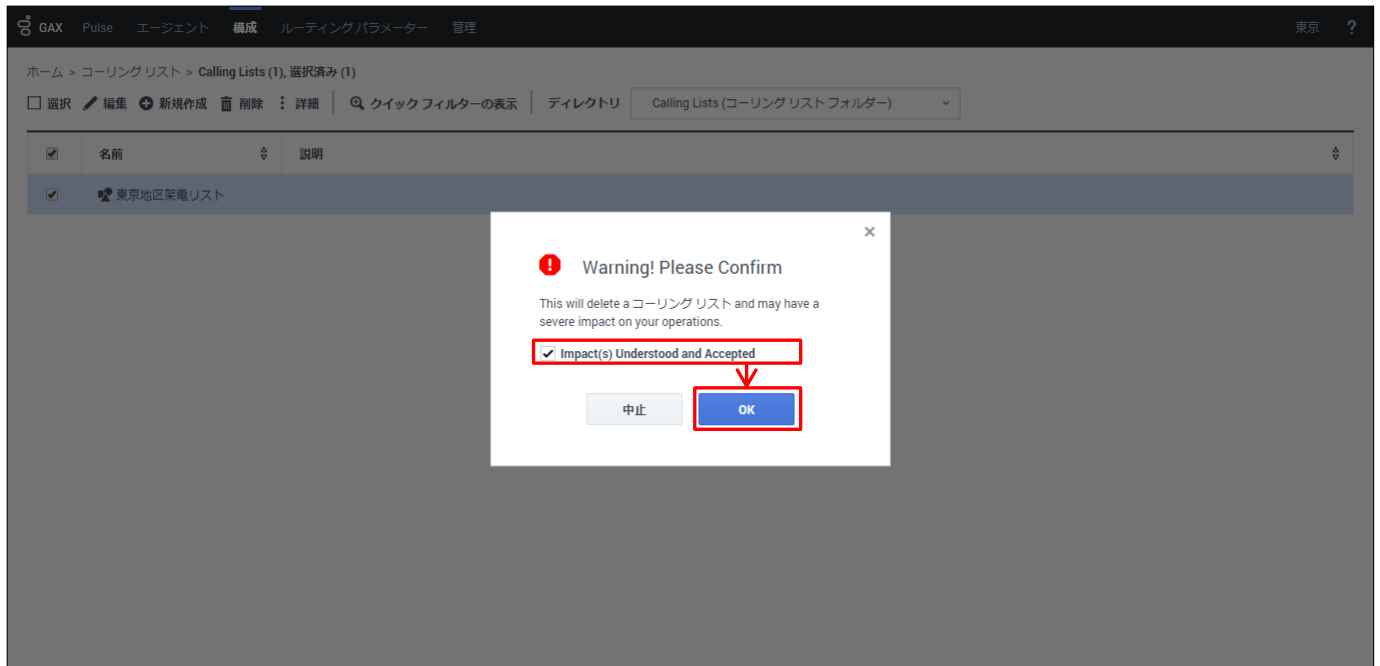 GAX Pulse エージェント 構成 ルーティング パラメーター 管理 東京 ?
ホーム > コーリング リスト > Calling Lists (1), 選択済み (1)
選択 編集 新規作成 削除 詳細 クイック フィルターの表示 ディレクトリ Calling Lists (コーリング リスト フォルダー)
名前 説明
東京地区架電リスト
Warning! Please Confirm
This will delete a コーリング リスト and may have a
severe impact on your operations.
Impact(s) Understood and Accepted
中止 OK